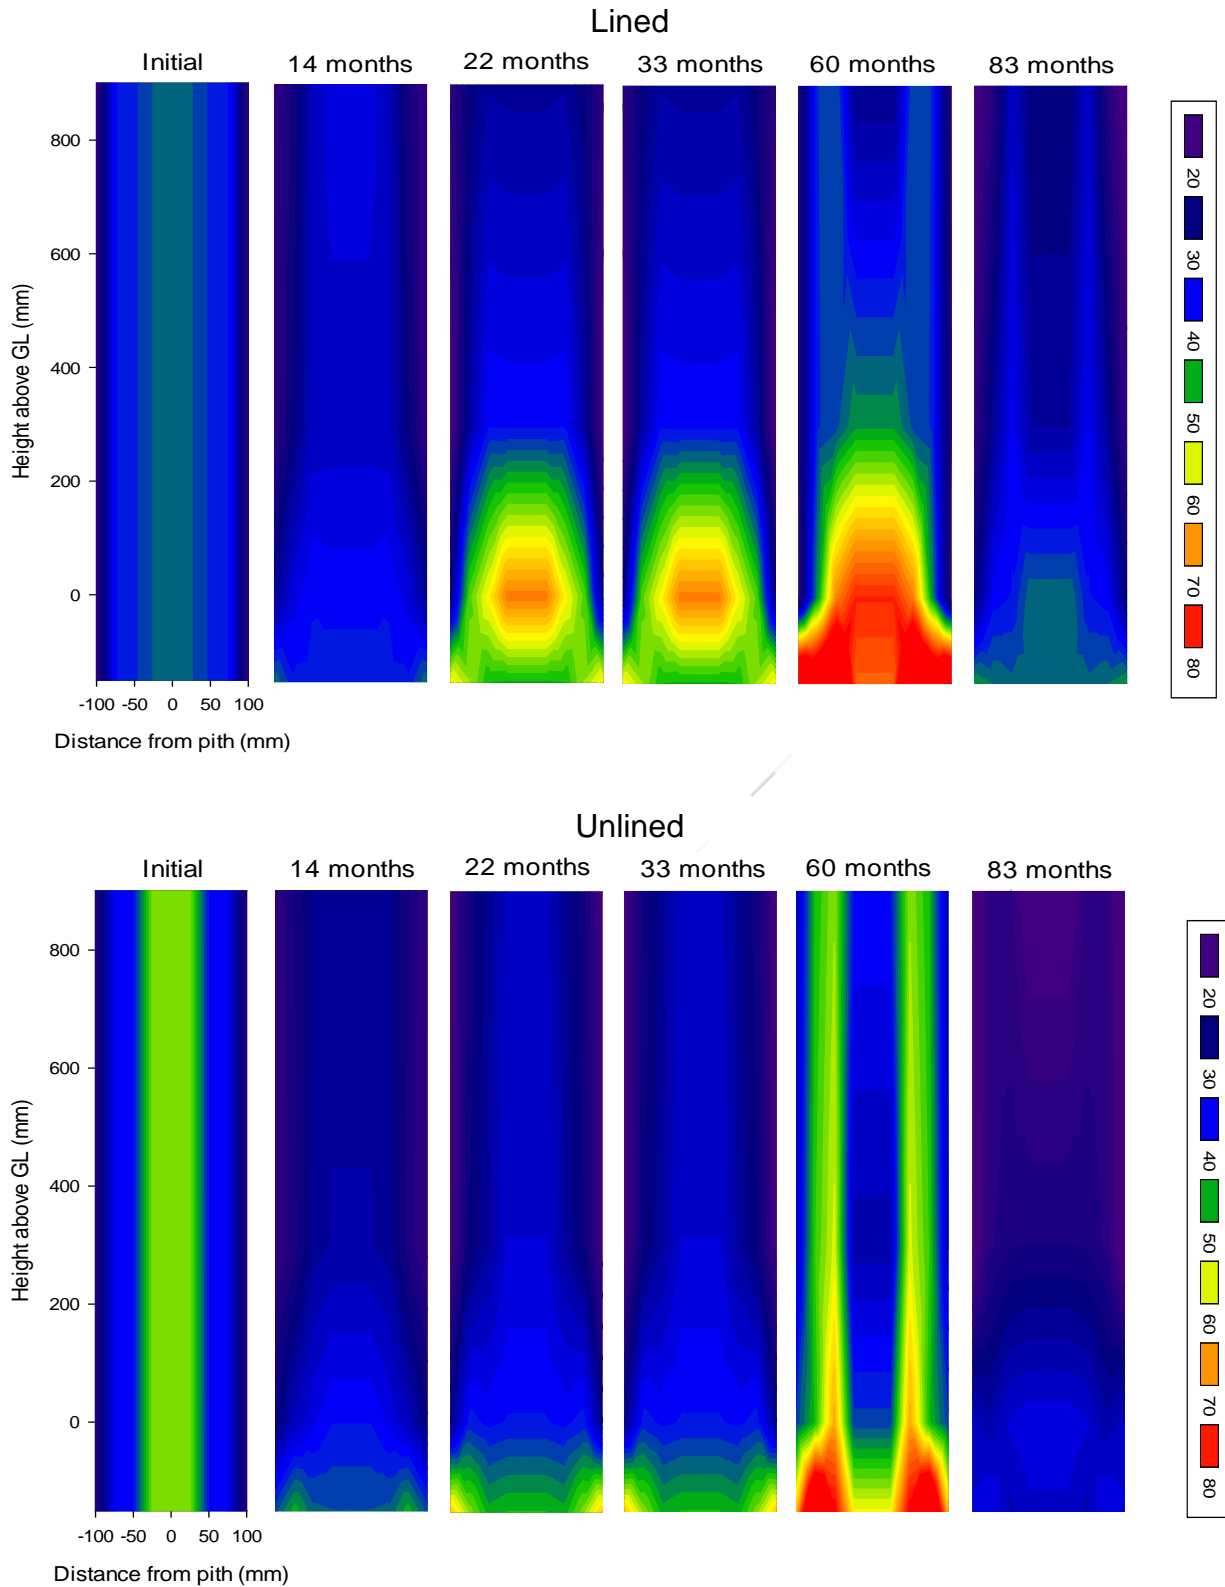 Lined
Initial
14 months
22 months
33 months
60 months
83 months
800
600
400
200
0
Height above GL (mm)
-100 -50 0 50 100
Distance from pith (mm)
20
30
40
50
60
70
80
Unlined
Initial
14 months
22 months
33 months
60 months
83 months
800
600
400
200
0
Height above GL (mm)
-100 -50 0 50 100
Distance from pith (mm)
20
30
40
50
60
70
80